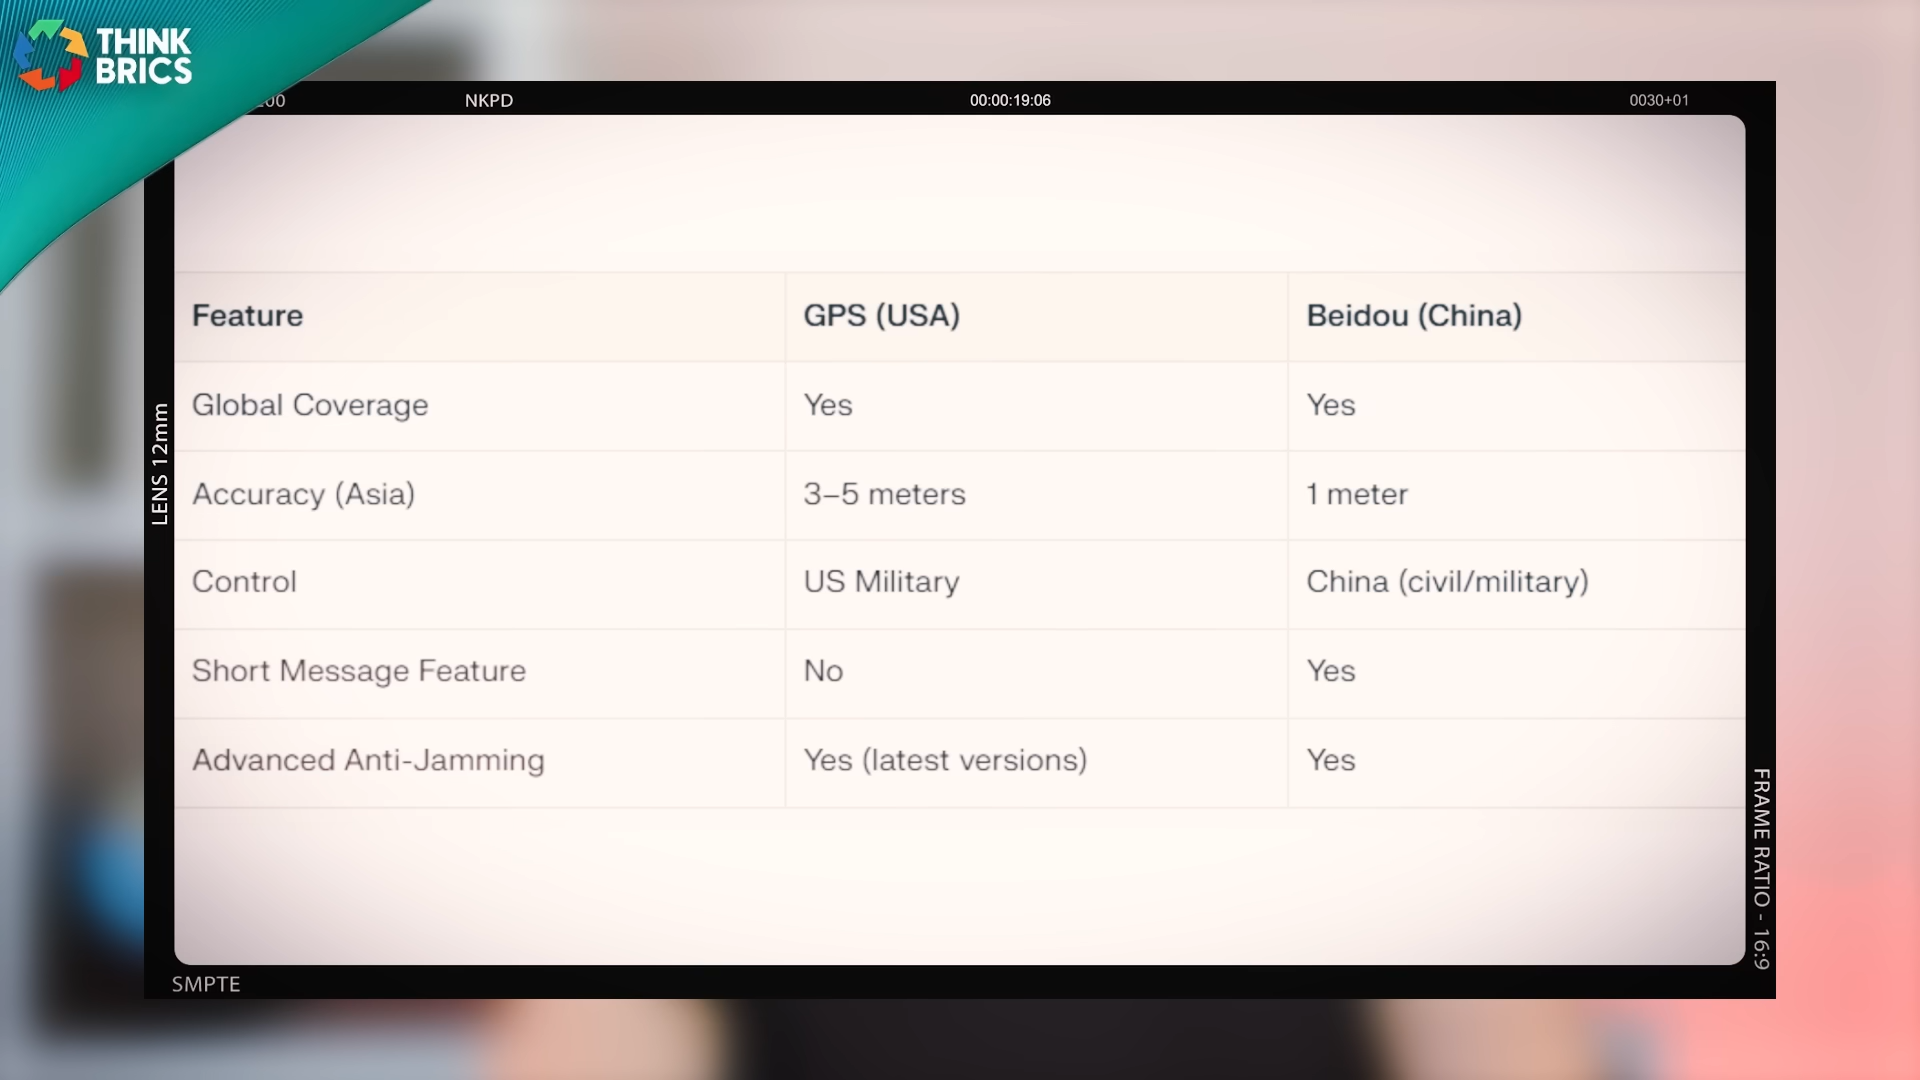 THINK
BRICS
NKPD
00:00:19:06
0030+01
LENS 12mm
Feature GPS (USA) Beidou (China)
Global Coverage Yes Yes
Accuracy (Asia) 3–5 meters 1 meter
Control US Military China (civil/military)
Short Message Feature No Yes
Advanced Anti-Jamming Yes (latest versions) Yes
FRAME RATIO - 16:9
SMPTE